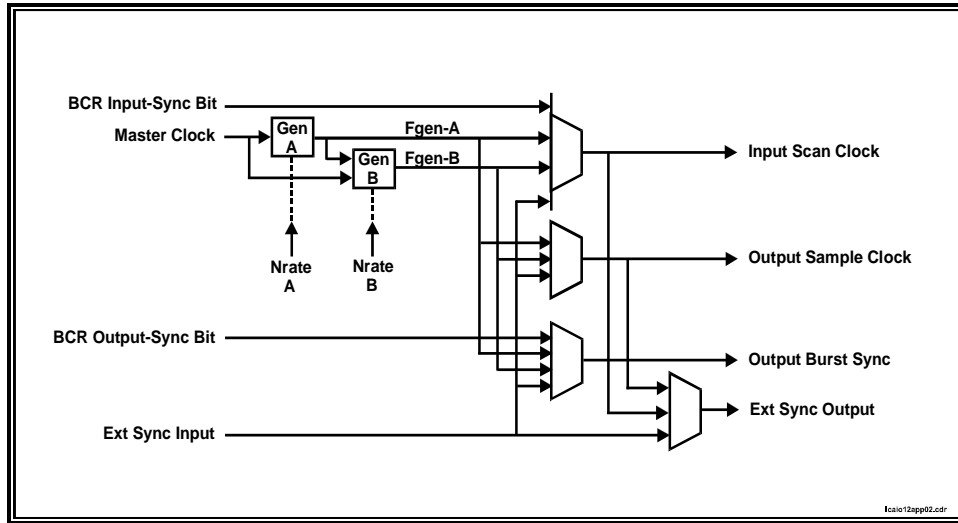 BCR Input-Sync Bit
Master Clock
Gen
A
Fgen-A
Gen
B
Fgen-B
Input Scan Clock
Nrate
A
Nrate
B
Output Sample Clock
BCR Output-Sync Bit
Output Burst Sync
Ext Sync Output
Ext Sync Input
lcaio12app02.cdr